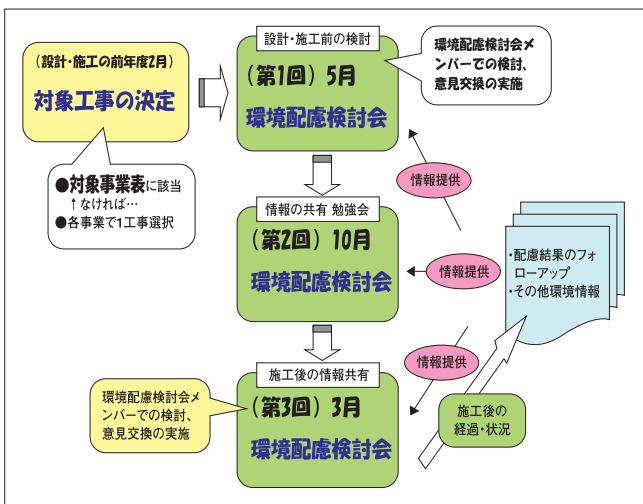 (設計・施工の前年度2月)
対象工事の決定
●対象事業表に該当
↑なければ…
●各事業で1工事選択
設計・施工前の検討
(第1回) 5月
環境配慮検討会
環境配慮検討会メ
ンバーでの検討、
意見交換の実施
情報提供
情報の共有 勉強会
(第2回) 10月
環境配慮検討会
情報提供
・配慮結果のフォ
ローアップ
・その他環境情報
情報提供
施工後の情報共有
(第3回) 3月
環境配慮検討会
環境配慮検討会メ
ンバーでの検討、
意見交換の実施
施工後の
経過・状況